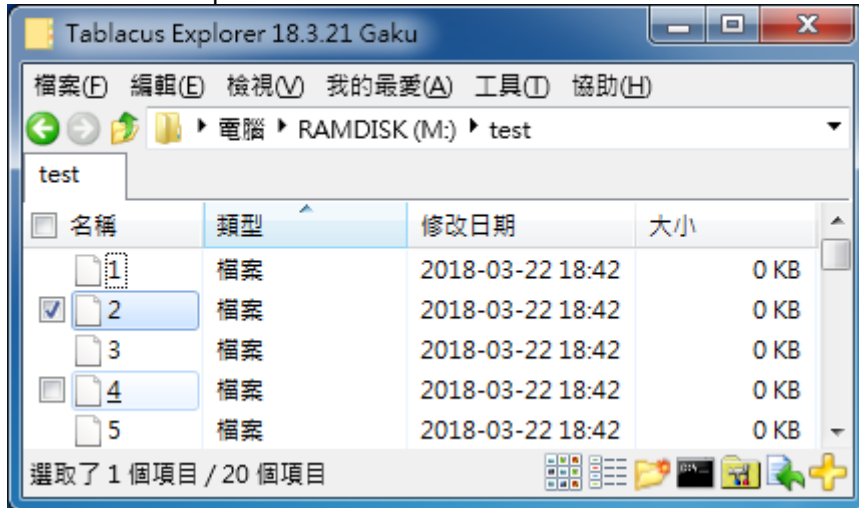 Tablacus Explorer 18.3.21 Gaku
檔案(F) 編輯(E) 檢視(V) 我的最愛(A) 工具(T) 協助(H)
電腦 RAMDISK (M:) test
test
名稱 類型 修改日期 大小
1 檔案 2018-03-22 18:42 0 KB
2 檔案 2018-03-22 18:42 0 KB
3 檔案 2018-03-22 18:42 0 KB
4 檔案 2018-03-22 18:42 0 KB
5 檔案 2018-03-22 18:42 0 KB
選取了 1 個項目 / 20 個項目